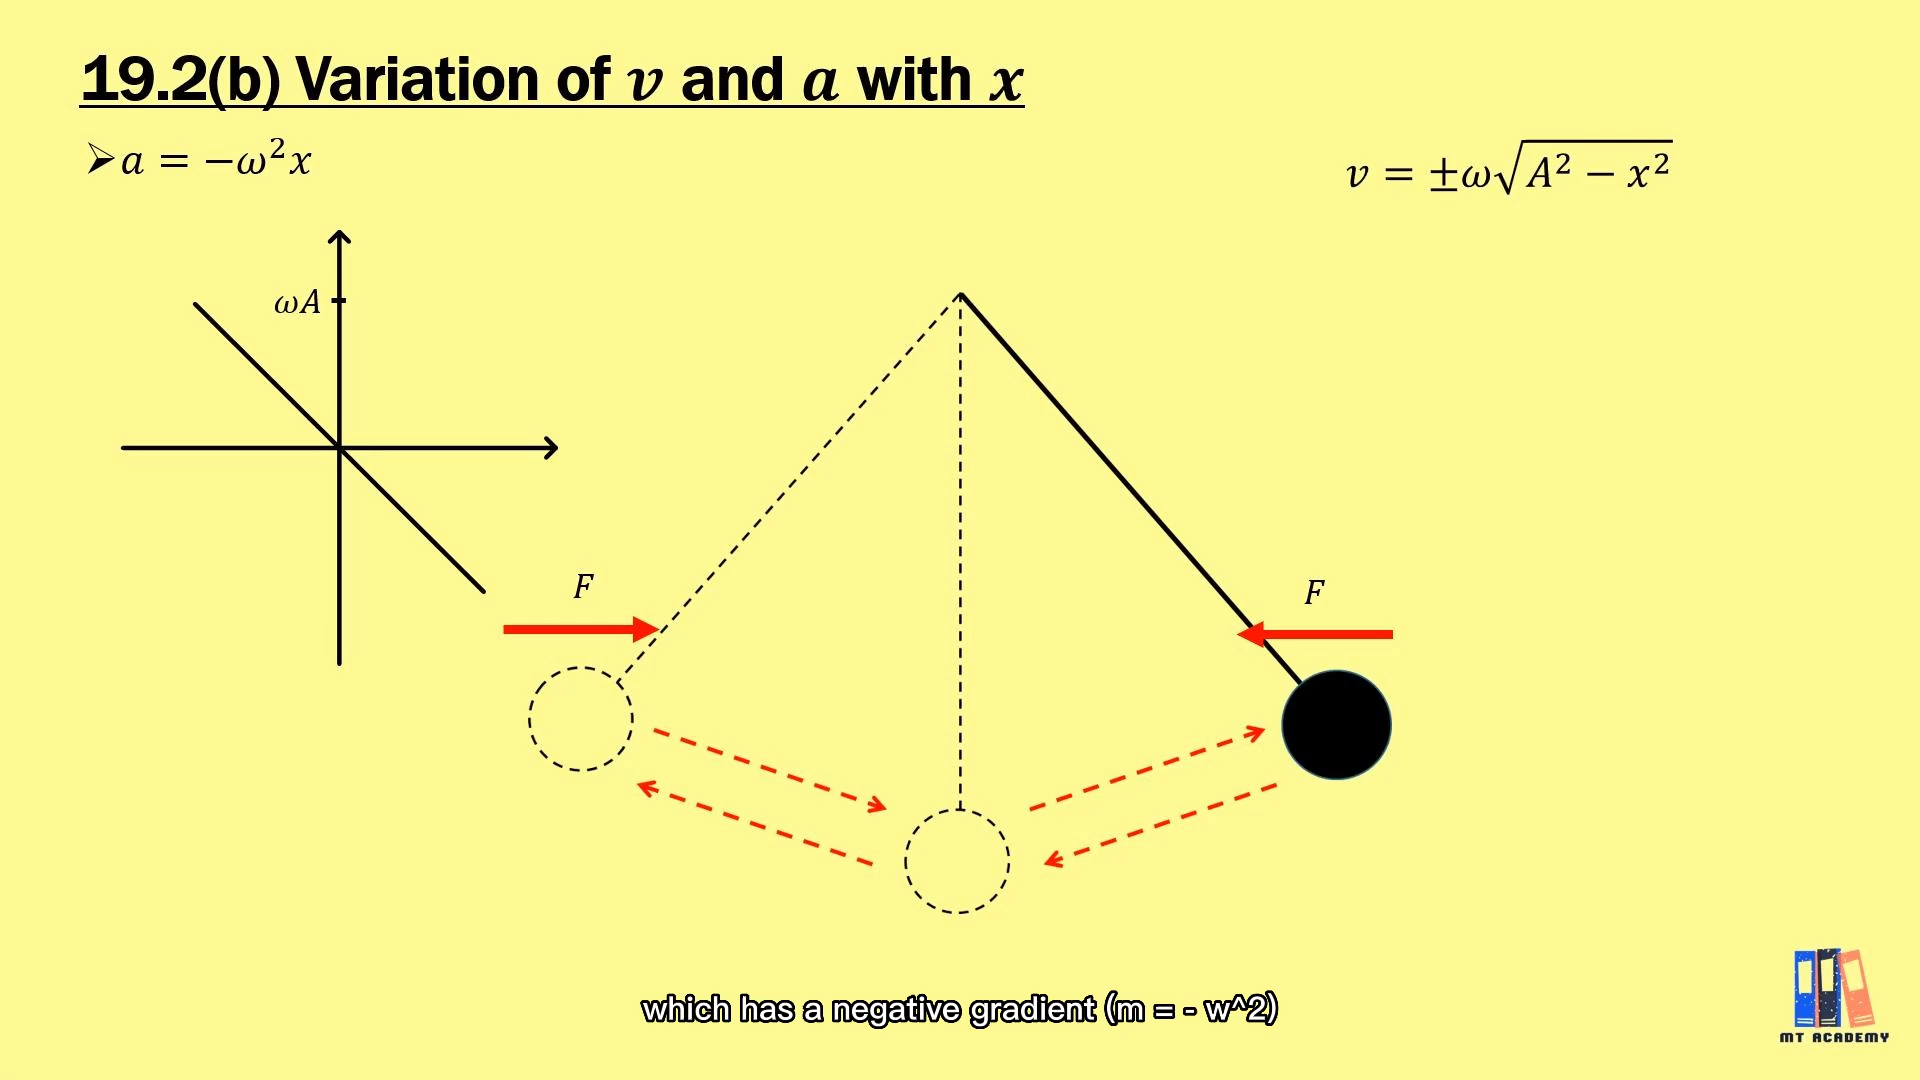 19.2(b) Variation of v and a with x
➢a = −ω²x
v = ±ω√(A² − x²)
ωA
F
F
which has a negative gradient (m = - w^2)
MT ACADEMY